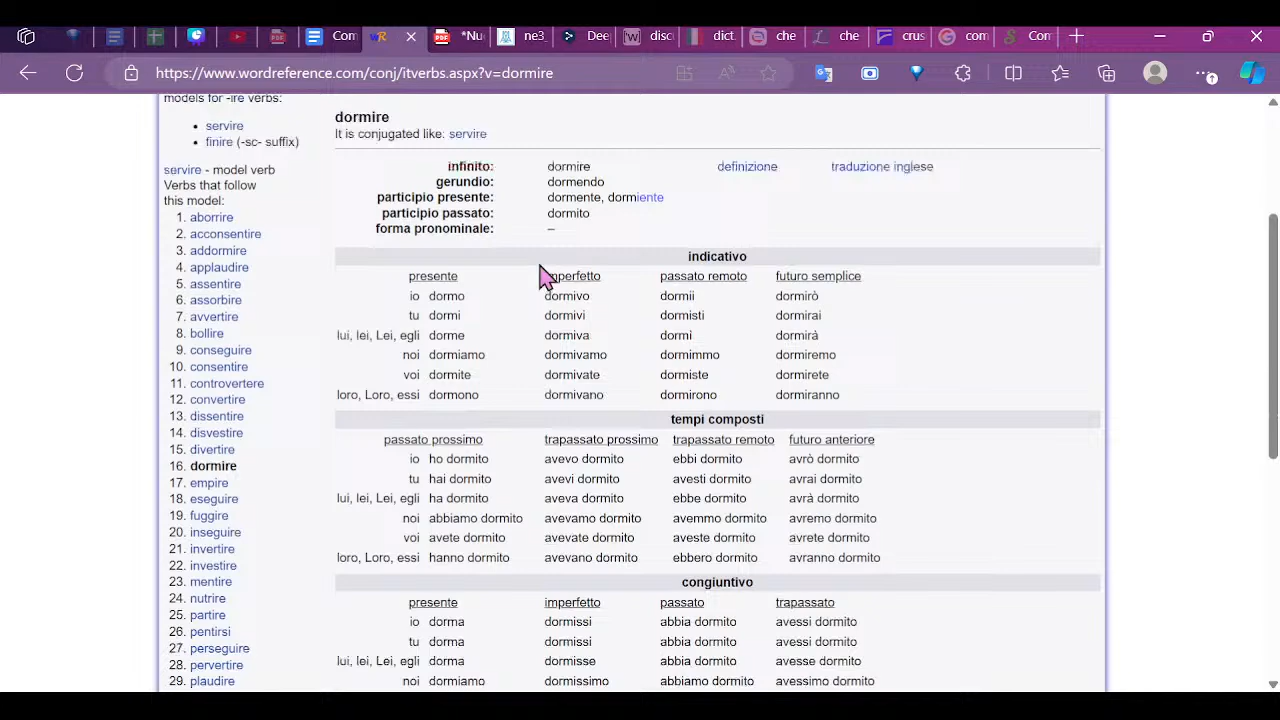 Com
*Nu
ne3
Dee
disc
dict.
che
che
crus
com
Com
https://www.wordreference.com/conj/itverbs.aspx?v=dormire
models for -ire verbs:
servire
finire (-sc- suffix)
servire - model verb
Verbs that follow
this model:
1. aborrire
2. acconsentire
3. addormire
4. applaudire
5. assentire
6. assorbire
7. avvertire
8. bollire
9. conseguire
10. consentire
11. controvertere
12. convertire
13. dissentire
14. disvestire
15. divertire
16. dormire
17. empire
18. eseguire
19. fuggire
20. inseguire
21. invertire
22. investire
23. mentire
24. nutrire
25. partire
26. pentirsi
27. perseguire
28. pervertire
29. plaudire
dormire
It is conjugated like: servire
infinito: dormire definizione traduzione inglese
gerundio: dormendo
participio presente: dormente, dormiente
participio passato: dormito
forma pronominale: –
indicativo
presente imperfetto passato remoto futuro semplice
io dormo dormivo dormii dormirò
tu dormi dormivi dormisti dormirai
lui, lei, Lei, egli dorme dormiva dormì dormirà
noi dormiamo dormivamo dormimmo dormiremo
voi dormite dormivate dormiste dormirete
loro, Loro, essi dormono dormivano dormirono dormiranno
tempi composti
passato prossimo trapassato prossimo trapassato remoto futuro anteriore
io ho dormito avevo dormito ebbi dormito avrò dormito
tu hai dormito avevi dormito avesti dormito avrai dormito
lui, lei, Lei, egli ha dormito aveva dormito ebbe dormito avrà dormito
noi abbiamo dormito avevamo dormito avemmo dormito avremo dormito
voi avete dormito avevate dormito aveste dormito avrete dormito
loro, Loro, essi hanno dormito avevano dormito ebbero dormito avranno dormito
congiuntivo
presente imperfetto passato trapassato
io dorma dormissi abbia dormito avessi dormito
tu dorma dormissi abbia dormito avessi dormito
lui, lei, Lei, egli dorma dormisse abbia dormito avesse dormito
noi dormiamo dormissimo abbiamo dormito avessimo dormito